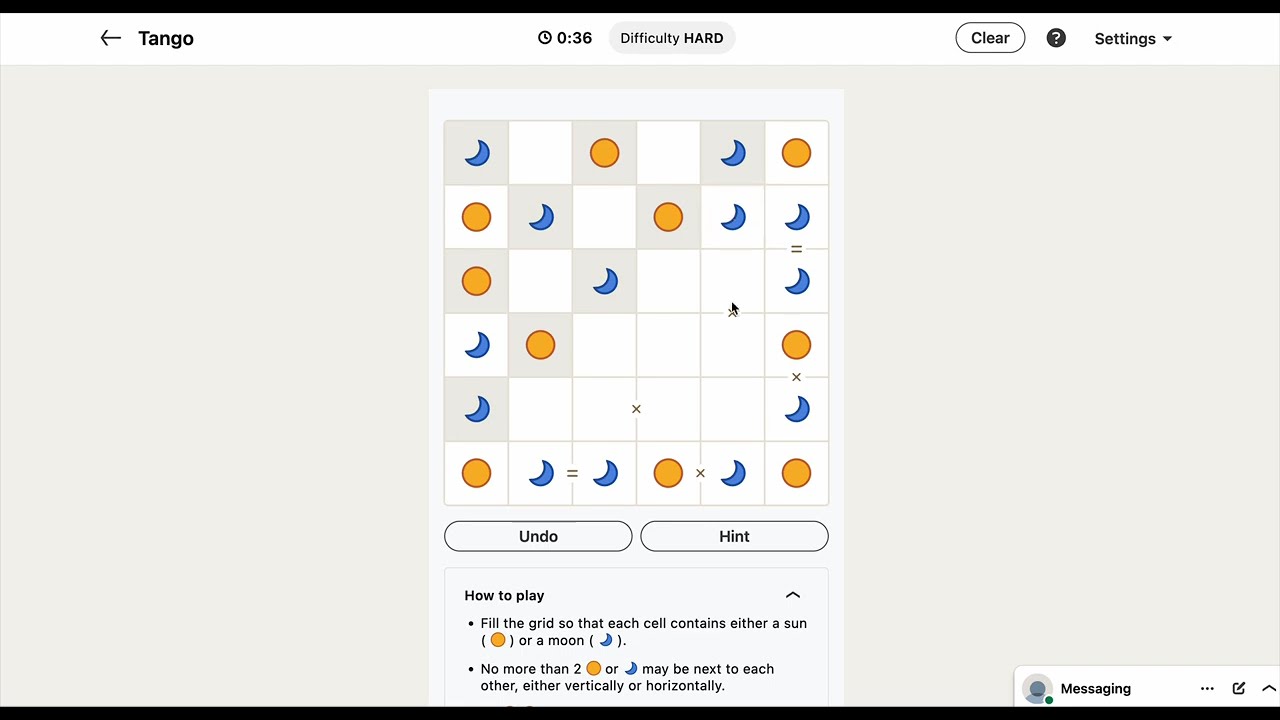 Tango
0:36
Difficulty HARD
Clear
?
Settings
=
×
×
×
= ×
Undo
Hint
How to play
• Fill the grid so that each cell contains either a sun
( ) or a moon ( ).
• No more than 2 or may be next to each
other, either vertically or horizontally.
Messaging